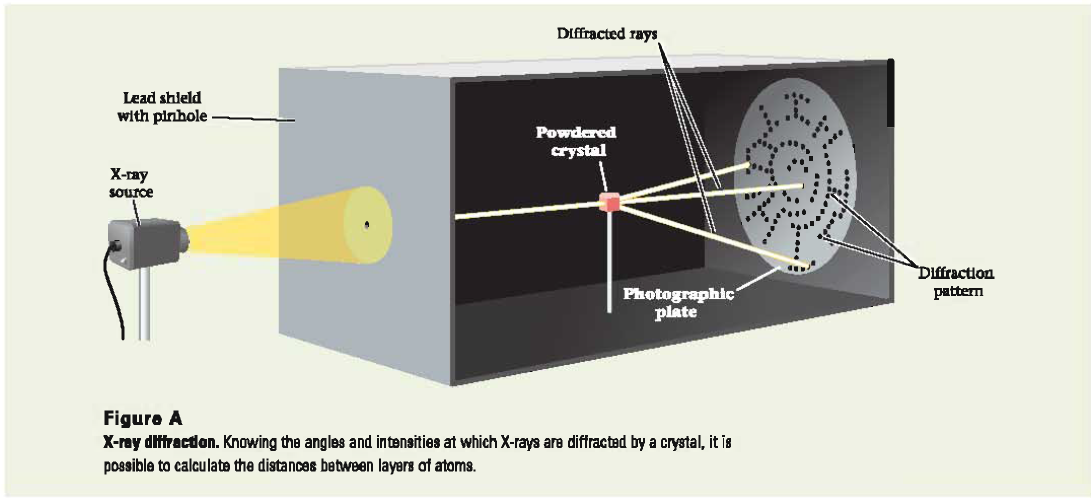 Diffracted rays
Lead shield
with pinhole
Powdered
crystal
X-ray
source
Diffraction
pattern
Photographic
plate
Figure A
X-ray diffraction. Knowing the angles and intensities at which X-rays are diffracted by a crystal, it is
possible to calculate the distances between layers of atoms.